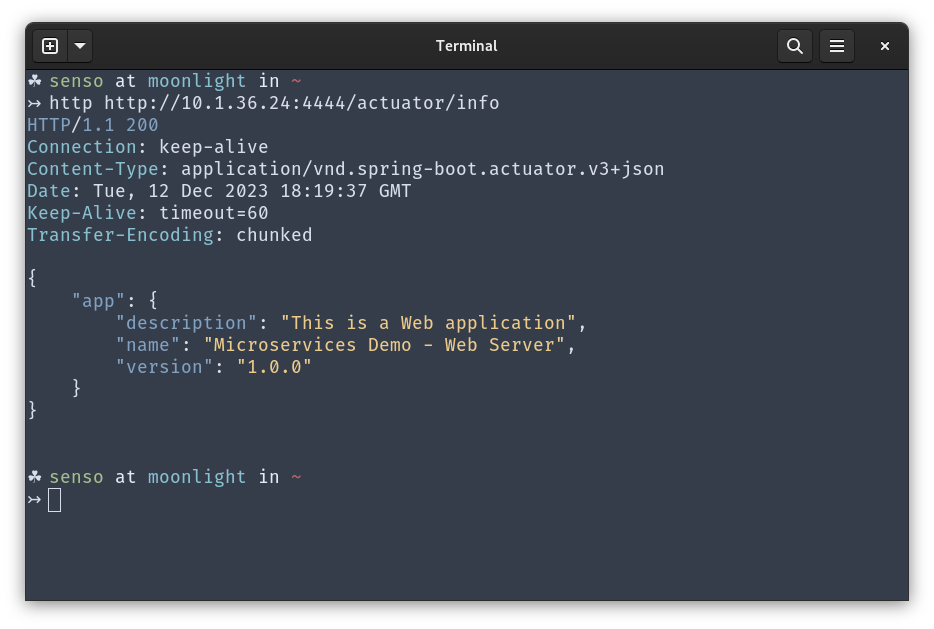 Terminal
☘ senso at moonlight in ~
↣ http http://10.1.36.24:4444/actuator/info
HTTP/1.1 200
Connection: keep-alive
Content-Type: application/vnd.spring-boot.actuator.v3+json
Date: Tue, 12 Dec 2023 18:19:37 GMT
Keep-Alive: timeout=60
Transfer-Encoding: chunked
{
    "app": {
        "description": "This is a Web application",
        "name": "Microservices Demo - Web Server",
        "version": "1.0.0"
    }
}
☘ senso at moonlight in ~
↣